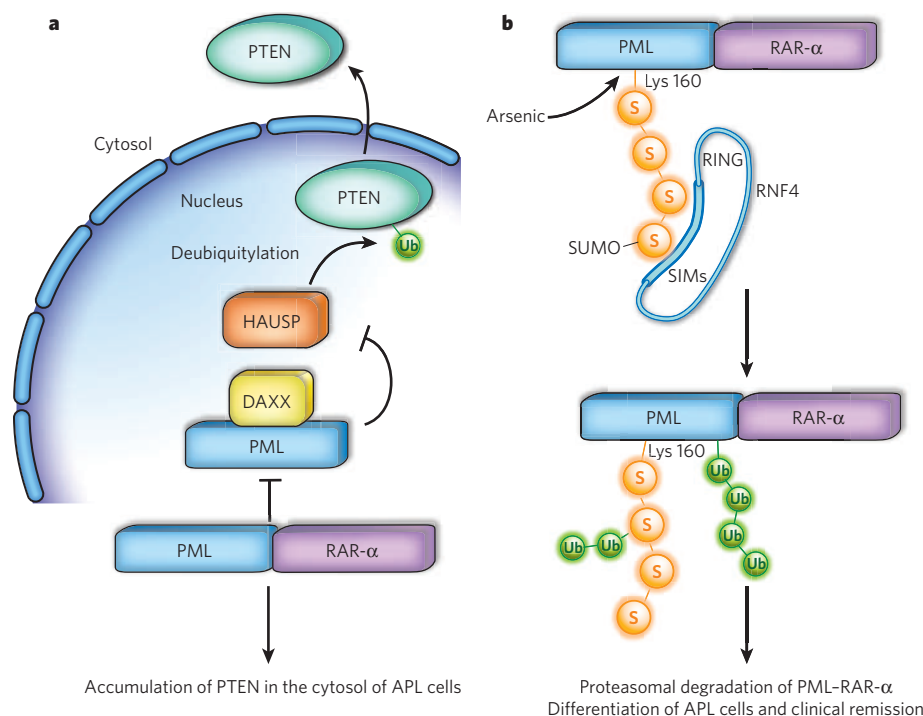 a
PTEN
Cytosol
Nucleus
PTEN
Ub
Deubiquitylation
HAUSP
DAXX
PML
PML
RAR-α
Accumulation of PTEN in the cytosol of APL cells
b
PML
RAR-α
Lys 160
Arsenic
S
S
S
S
SUMO
RING
RNF4
SIMs
PML
RAR-α
Lys 160
S
S
S
S
Ub
Ub
Ub
Ub
Ub
Ub
Proteasomal degradation of PML–RAR-α
Differentiation of APL cells and clinical remission